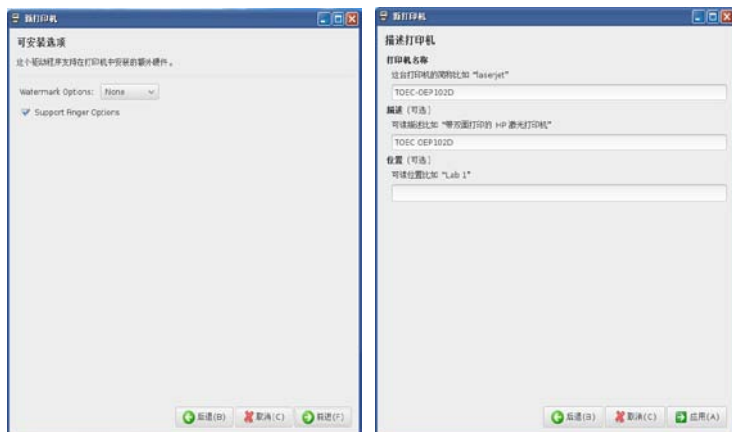 新打印机
可安装选项
这个驱动程序支持在打印机中安装的额外硬件。
Watermark Options: None
Support Finger Options
后退(B) 取消(C) 前进(F)
新打印机
描述打印机
打印机名称
这台打印机的简称比如 "laserjet"
TOEC-OEP102D
描述 (可选)
可读描述比如 "带双面打印的 HP 激光打印机"
TOEC OEP102D
位置 (可选)
可读位置比如 "Lab 1"
后退(B) 取消(C) 应用(A)